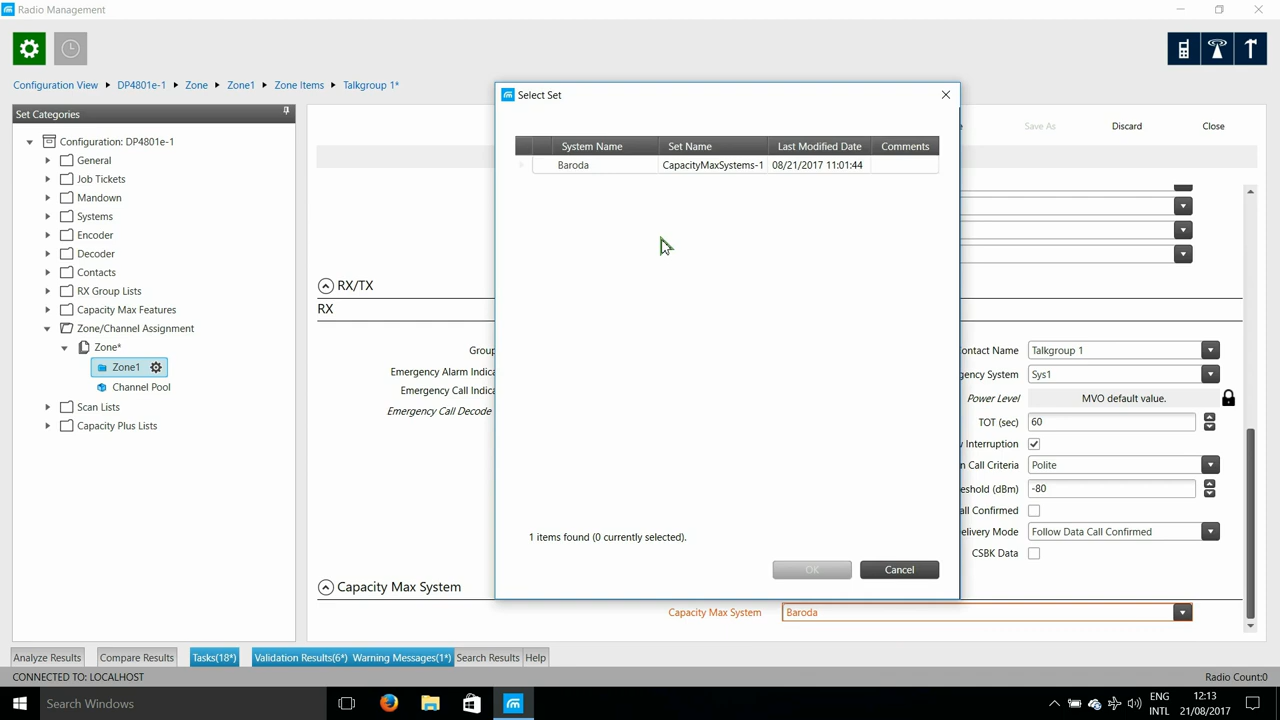 Radio Management
Configuration View DP4801e-1 Zone Zone1 Zone Items Talkgroup 1*
Set Categories
Configuration: DP4801e-1
General
Job Tickets
Mandown
Systems
Encoder
Decoder
Contacts
RX Group Lists
Capacity Max Features
Zone/Channel Assignment
Zone*
Zone1
Channel Pool
Scan Lists
Capacity Plus Lists
Save As Discard Close
Select Set
System Name Set Name Last Modified Date Comments
Baroda CapacityMaxSystems-1 08/21/2017 11:01:44
1 items found (0 currently selected).
OK Cancel
RX/TX
RX
Group
Emergency Alarm Indica
Emergency Call Indica
Emergency Call Decode
ontact Name Talkgroup 1
gency System Sys1
Power Level MVO default value.
TOT (sec) 60
w Interruption
n Call Criteria Polite
eshold (dBm) -80
all Confirmed
elivery Mode Follow Data Call Confirmed
CSBK Data
Capacity Max System
Capacity Max System Baroda
Analyze Results Compare Results Tasks(18*) Validation Results(6*) Warning Messages(1*) Search Results Help
CONNECTED TO: LOCALHOST Radio Count:0
Search Windows
ENG
INTL
12:13
21/08/2017